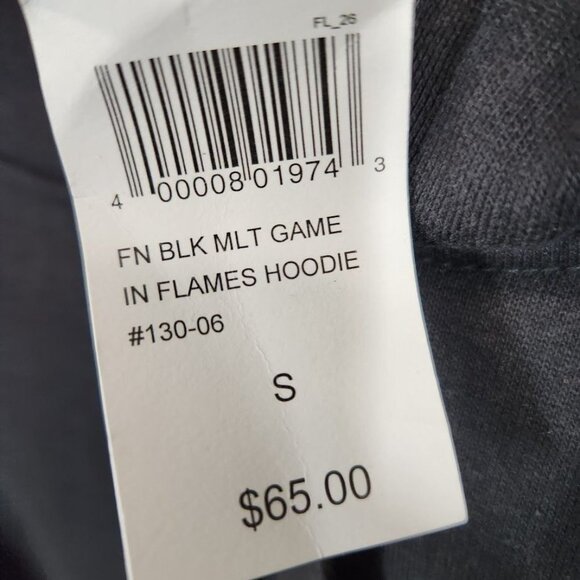 FL_26
4 00008 01974 3
FN BLK MLT GAME
IN FLAMES HOODIE
#130-06
S
$65.00